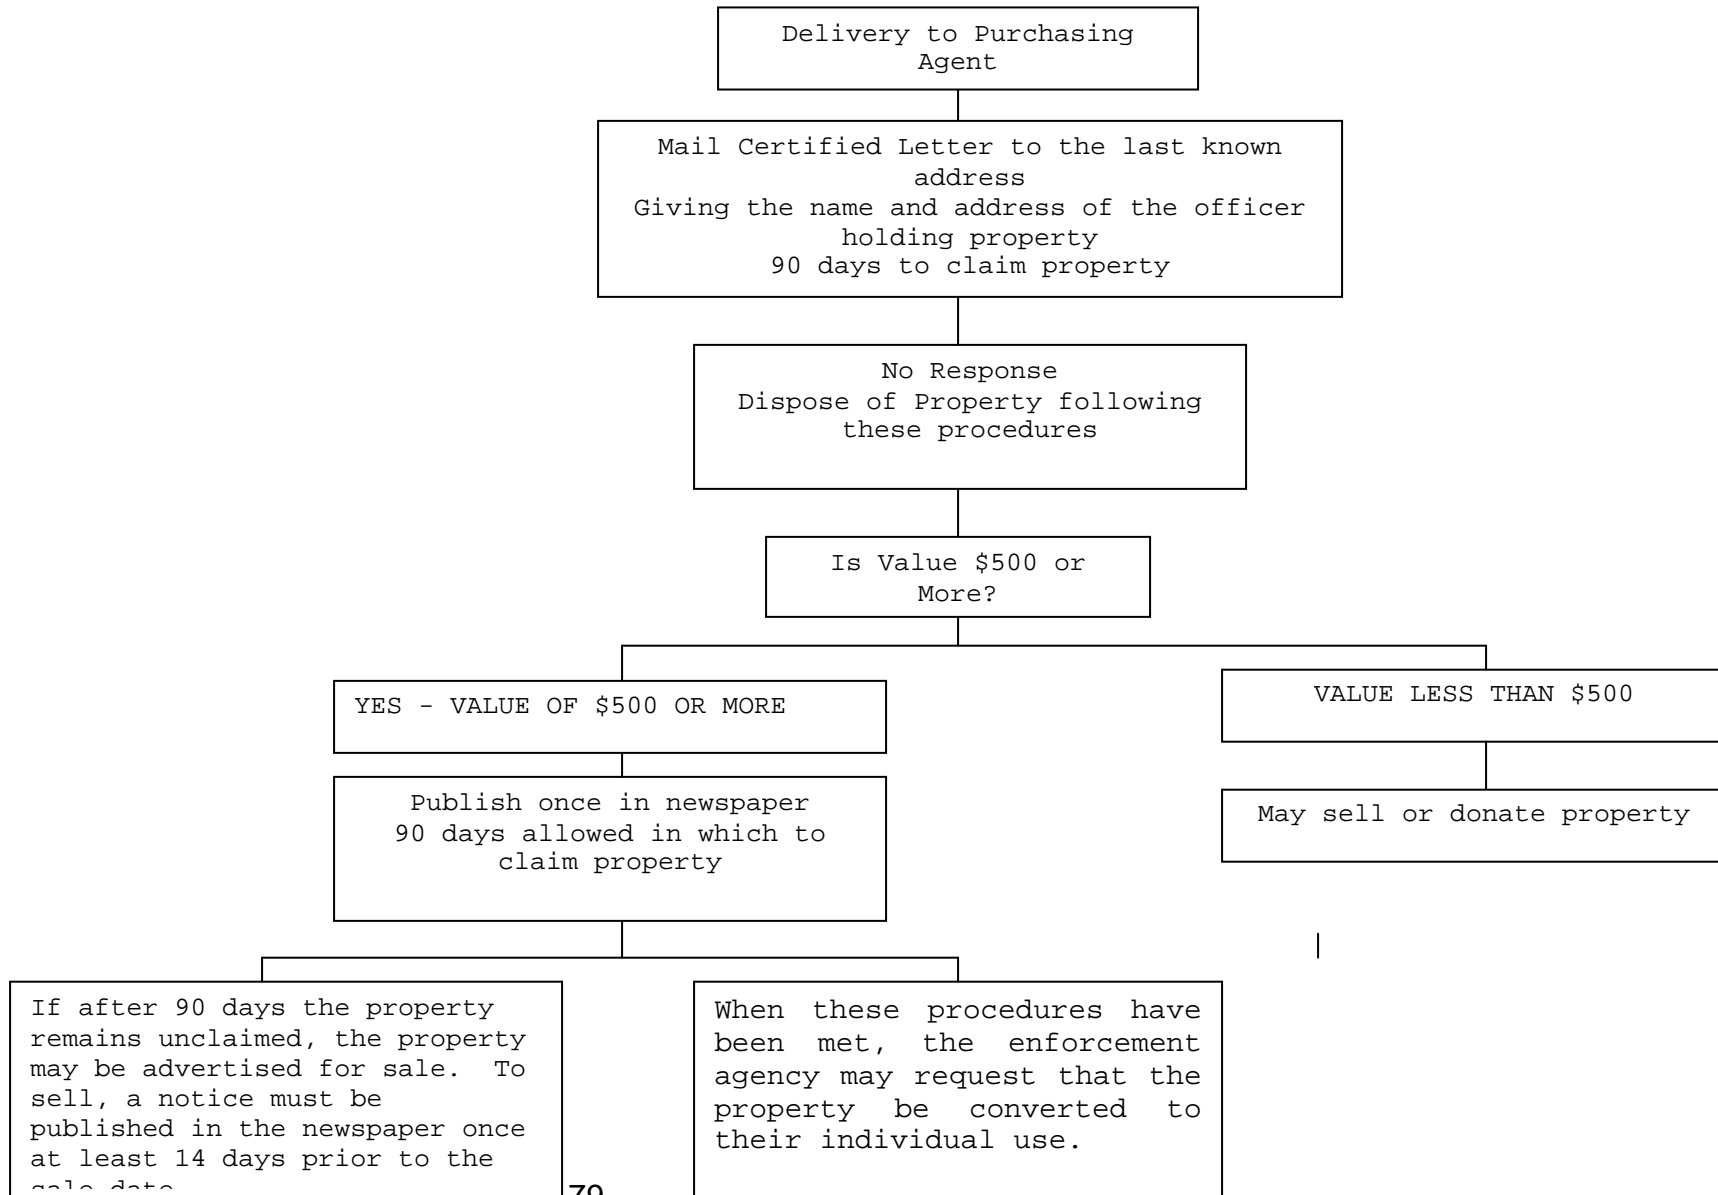 Delivery to Purchasing
Agent
Mail Certified Letter to the last known
address
Giving the name and address of the officer
holding property
90 days to claim property
No Response
Dispose of Property following
these procedures
Is Value $500 or
More?
YES - VALUE OF $500 OR MORE
VALUE LESS THAN $500
Publish once in newspaper
90 days allowed in which to
claim property
May sell or donate property
If after 90 days the property
remains unclaimed, the property
may be advertised for sale. To
sell, a notice must be
published in the newspaper once
at least 14 days prior to the
sale date
When these procedures have
been met, the enforcement
agency may request that the
property be converted to
their individual use.
79